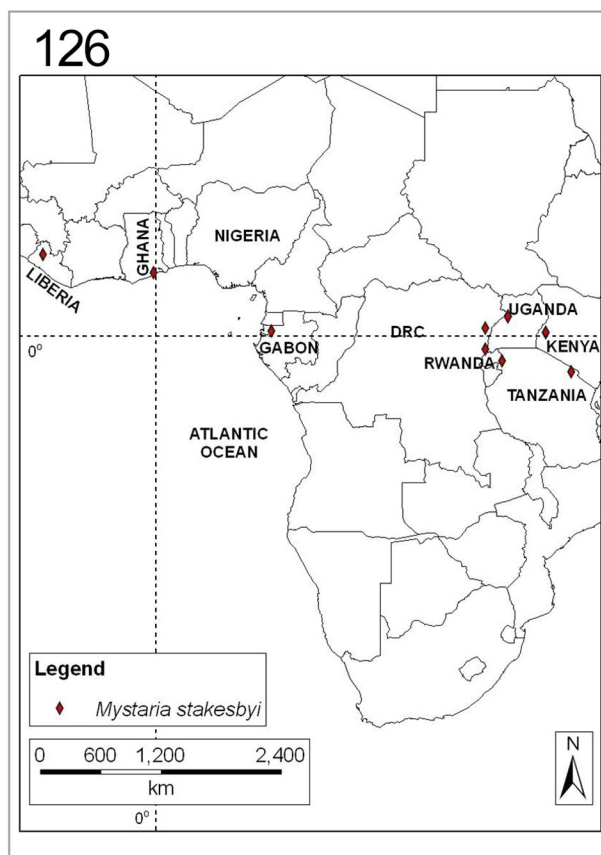 126
NIGERIA
GHANA
LIBERIA
UGANDA
DRC
KENYA
GABON
0°
RWANDA
TANZANIA
ATLANTIC
OCEAN
Legend
Mystaria stakesbyi
0 600 1,200 2,400
km
N
0°